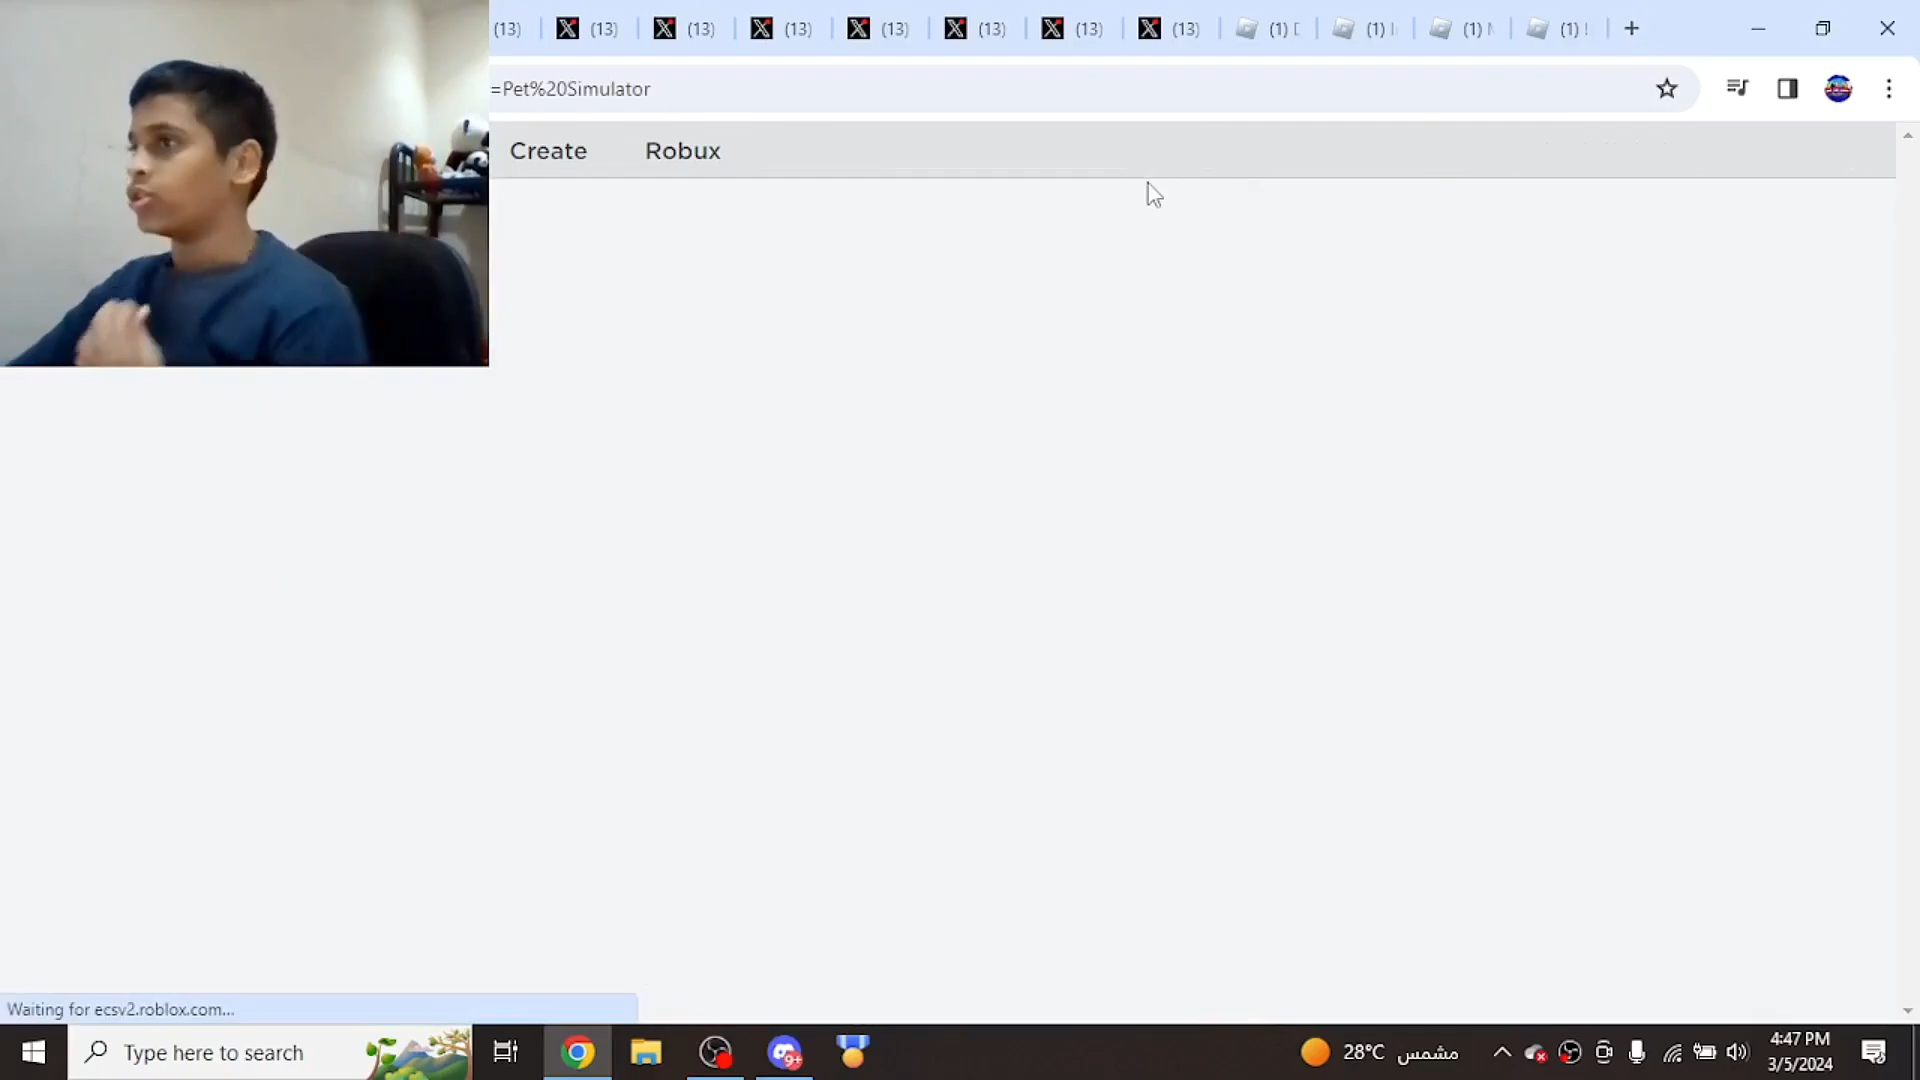 (13) (13) (13) (13) (13) (13) (13) (13) (1) (1) (1) (1)
=Pet%20Simulator
Create Robux
Waiting for ecsv2.roblox.com...
Type here to search
9+
28°C مشمس
4:47 PM
3/5/2024